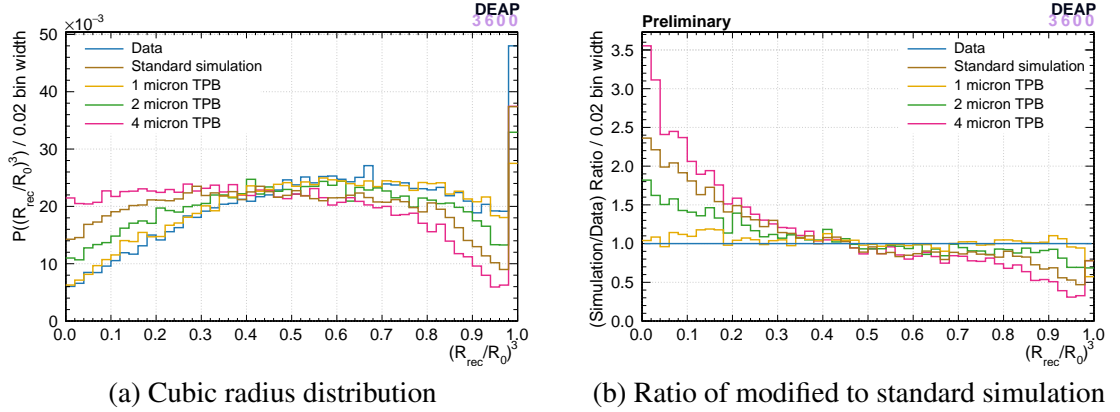 ×10⁻³
DEAP
3600
50
40
30
20
10
0
P((R_rec/R₀)³) / 0.02 bin width
Data
Standard simulation
1 micron TPB
2 micron TPB
4 micron TPB
0.0 0.1 0.2 0.3 0.4 0.5 0.6 0.7 0.8 0.9 1.0
(R_rec/R₀)³
(a) Cubic radius distribution
Preliminary
DEAP
3600
3.5
3.0
2.5
2.0
1.5
1.0
0.5
0.0
(Simulation/Data) Ratio / 0.02 bin width
Data
Standard simulation
1 micron TPB
2 micron TPB
4 micron TPB
0.0 0.1 0.2 0.3 0.4 0.5 0.6 0.7 0.8 0.9 1.0
(R_rec/R₀)³
(b) Ratio of modified to standard simulation